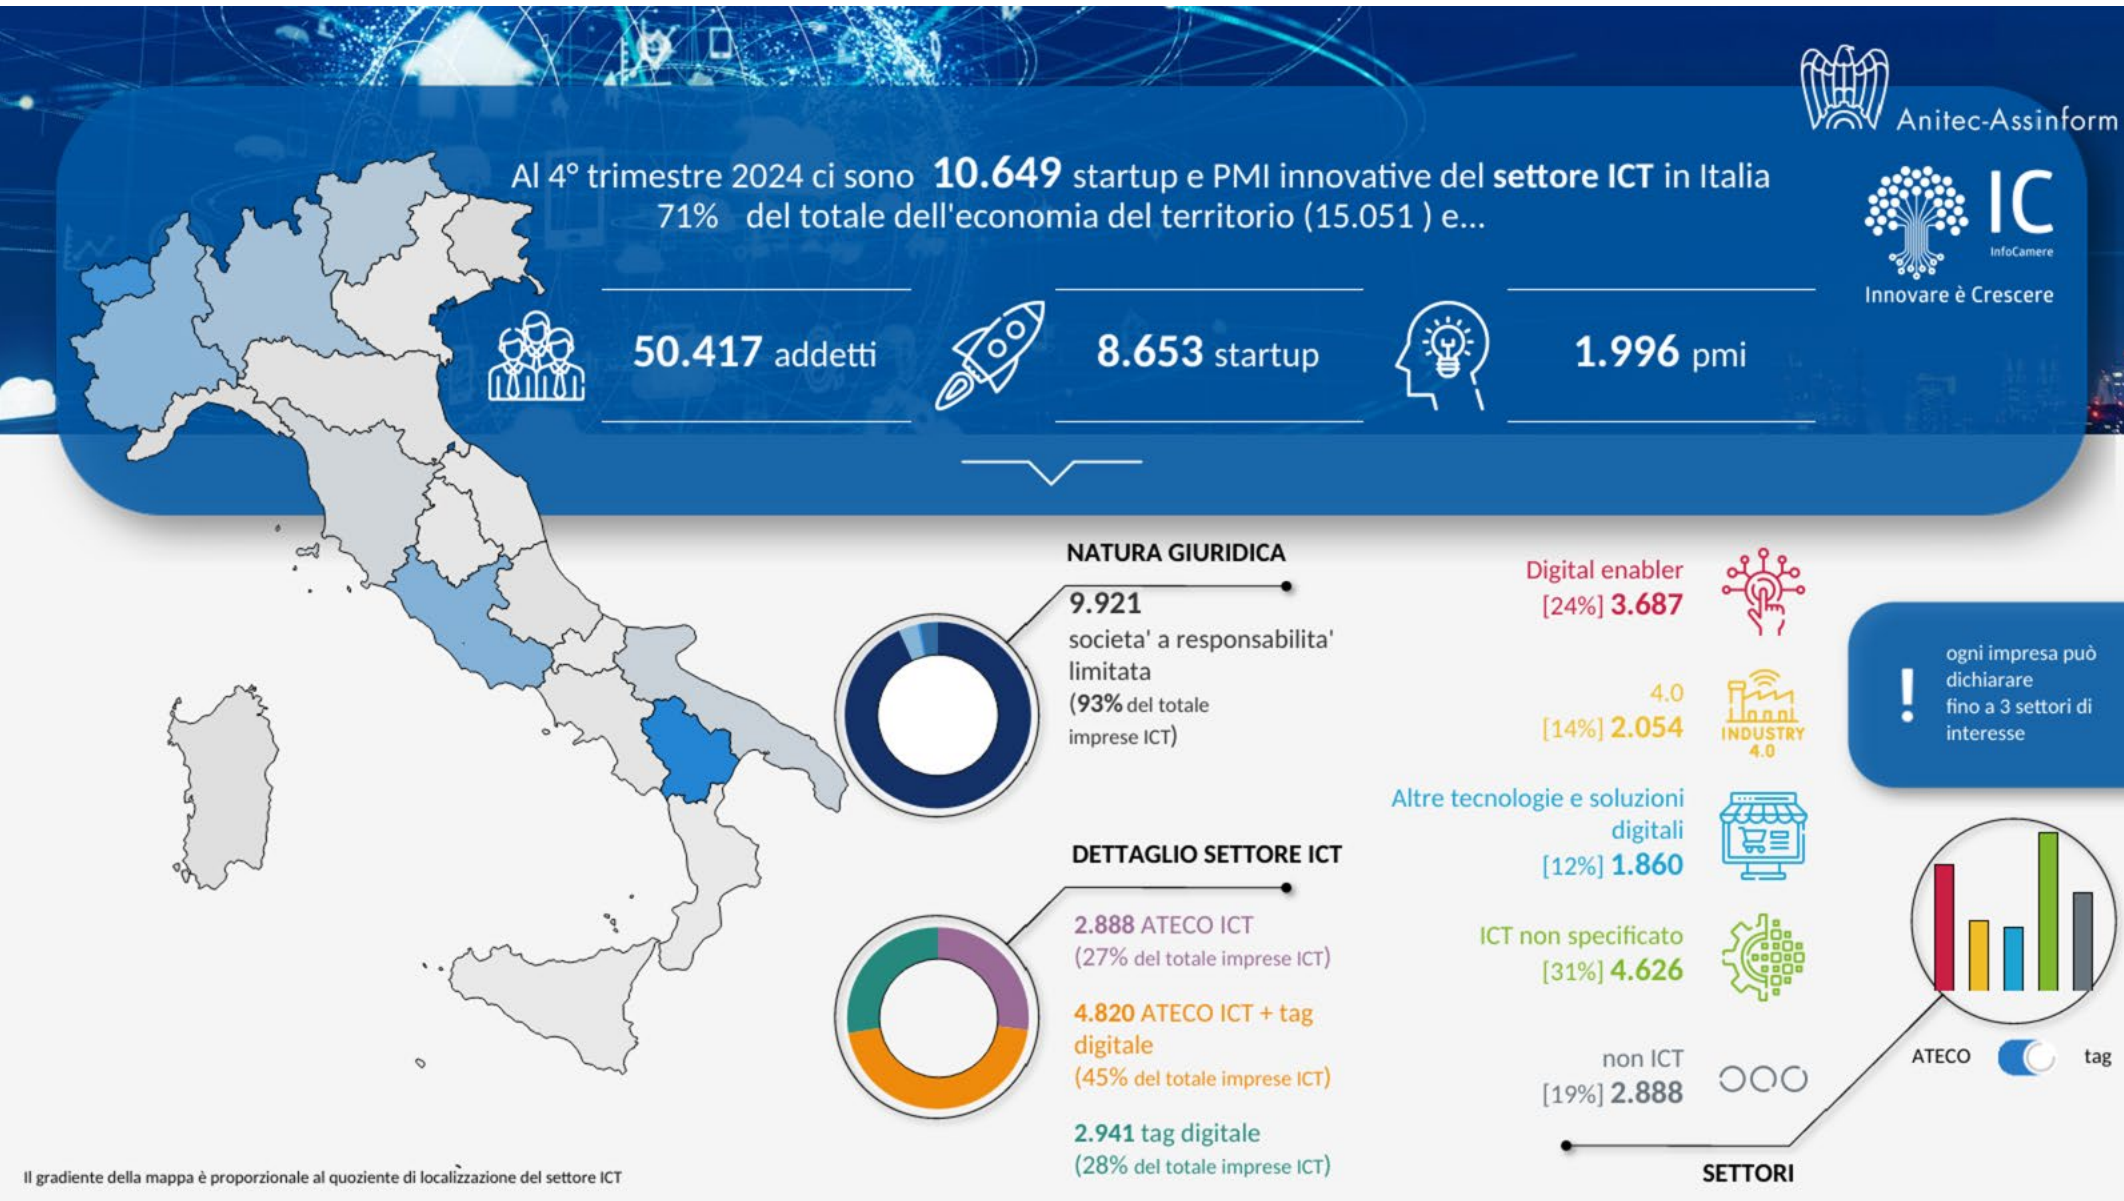 Anitec-Assinform
Al 4° trimestre 2024 ci sono 10.649 startup e PMI innovative del settore ICT in Italia
71% del totale dell'economia del territorio (15.051 ) e...
IC
InfoCamere
Innovare è Crescere
50.417 addetti
8.653 startup
1.996 pmi
NATURA GIURIDICA
9.921
societa' a responsabilita'
limitata
(93% del totale
imprese ICT)
DETTAGLIO SETTORE ICT
2.888 ATECO ICT
(27% del totale imprese ICT)
4.820 ATECO ICT + tag
digitale
(45% del totale imprese ICT)
2.941 tag digitale
(28% del totale imprese ICT)
Digital enabler
[24%] 3.687
4.0
[14%] 2.054
INDUSTRY
4.0
Altre tecnologie e soluzioni
digitali
[12%] 1.860
ICT non specificato
[31%] 4.626
non ICT
[19%] 2.888
SETTORI
!
ogni impresa può
dichiarare
fino a 3 settori di
interesse
ATECO tag
Il gradiente della mappa è proporzionale al quoziente di localizzazione del settore ICT